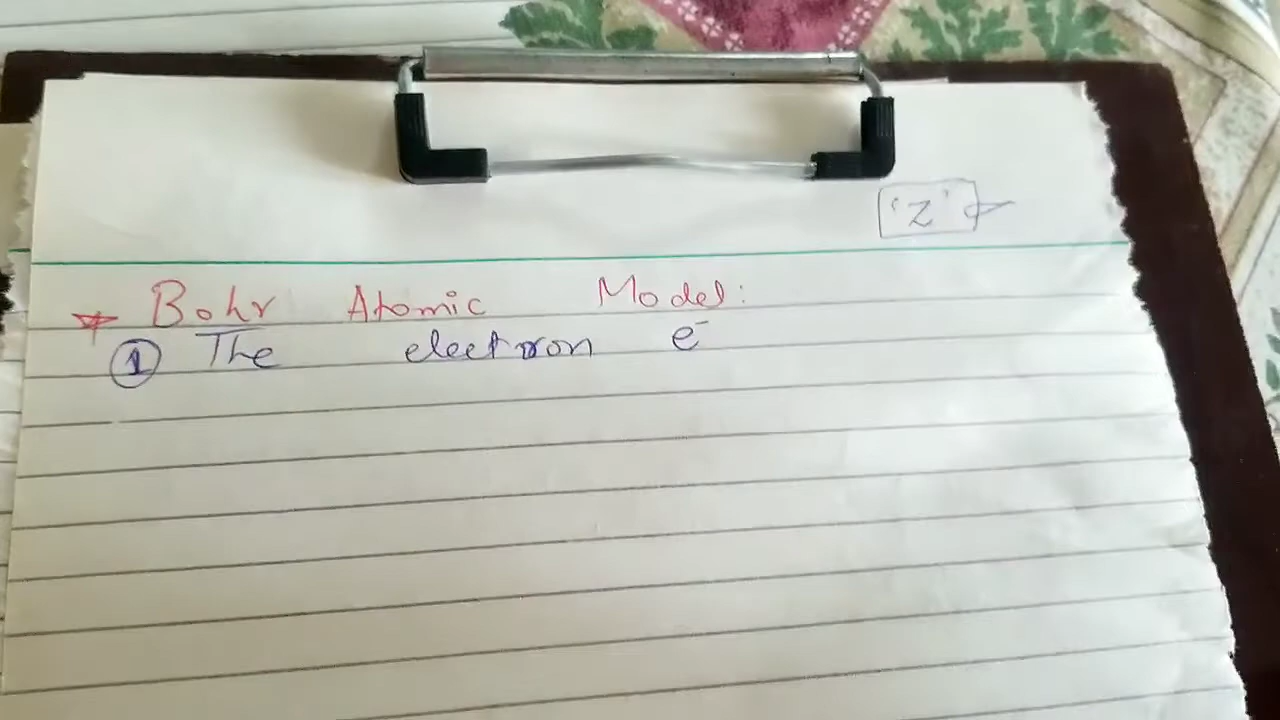 'Z'
* Bohr Atomic Model:
① The electron e⁻